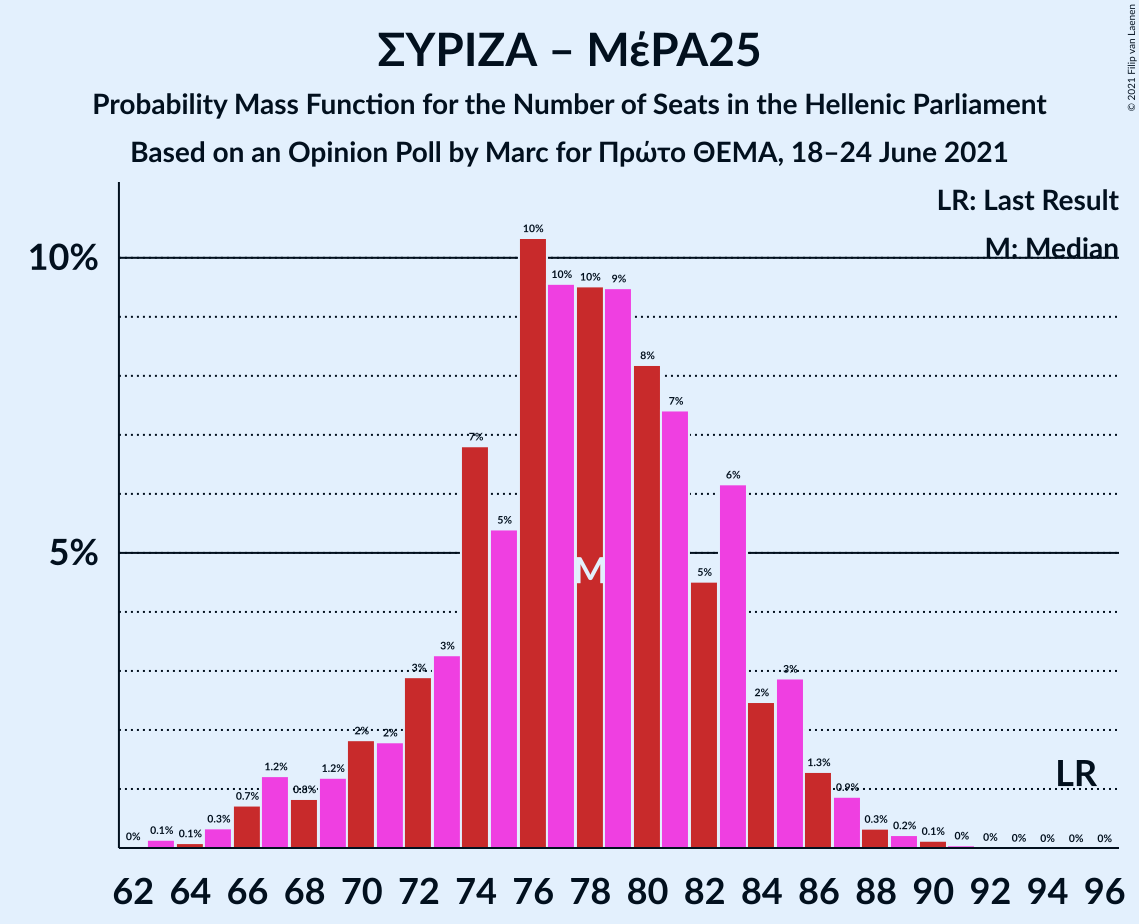 ΣΥΡΙΖΑ – ΜέΡΑ25
Probability Mass Function for the Number of Seats in the Hellenic Parliament
Based on an Opinion Poll by Marc for Πρώτο ΘΕΜΑ, 18–24 June 2021
© 2021 Filip van Laenen
LR: Last Result
M: Median
10%
5%
0% 0.1% 0.1% 0.3% 0.7% 1.2% 0.8% 1.2% 2% 2% 3% 3% 7% 5% 10% 10% 10% 9% 8% 7% 5% 6% 2% 3% 1.3% 0.9% 0.3% 0.2% 0.1% 0% 0% 0% 0% 0% 0%
M
LR
62 64 66 68 70 72 74 76 78 80 82 84 86 88 90 92 94 96